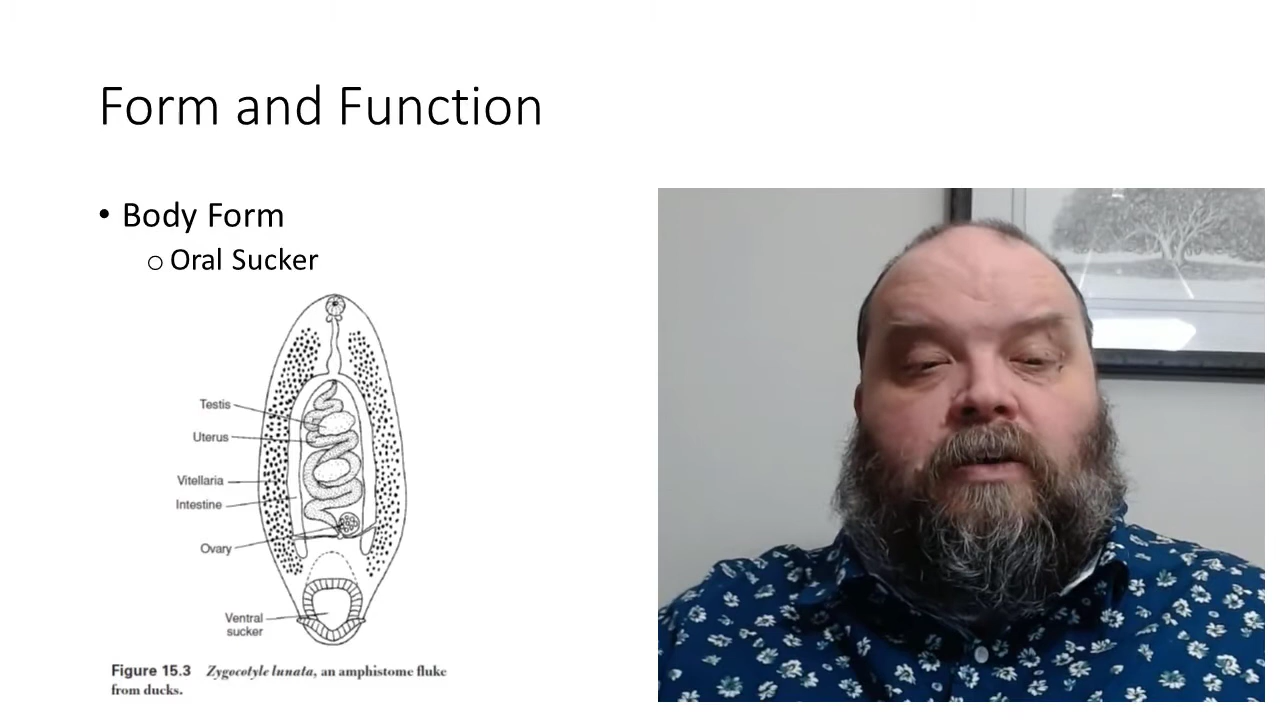 Form and Function
• Body Form
o Oral Sucker
Testis
Uterus
Vitellaria
Intestine
Ovary
Ventral
sucker
Figure 15.3 Zygocotyle lunata, an amphistome fluke
from ducks.